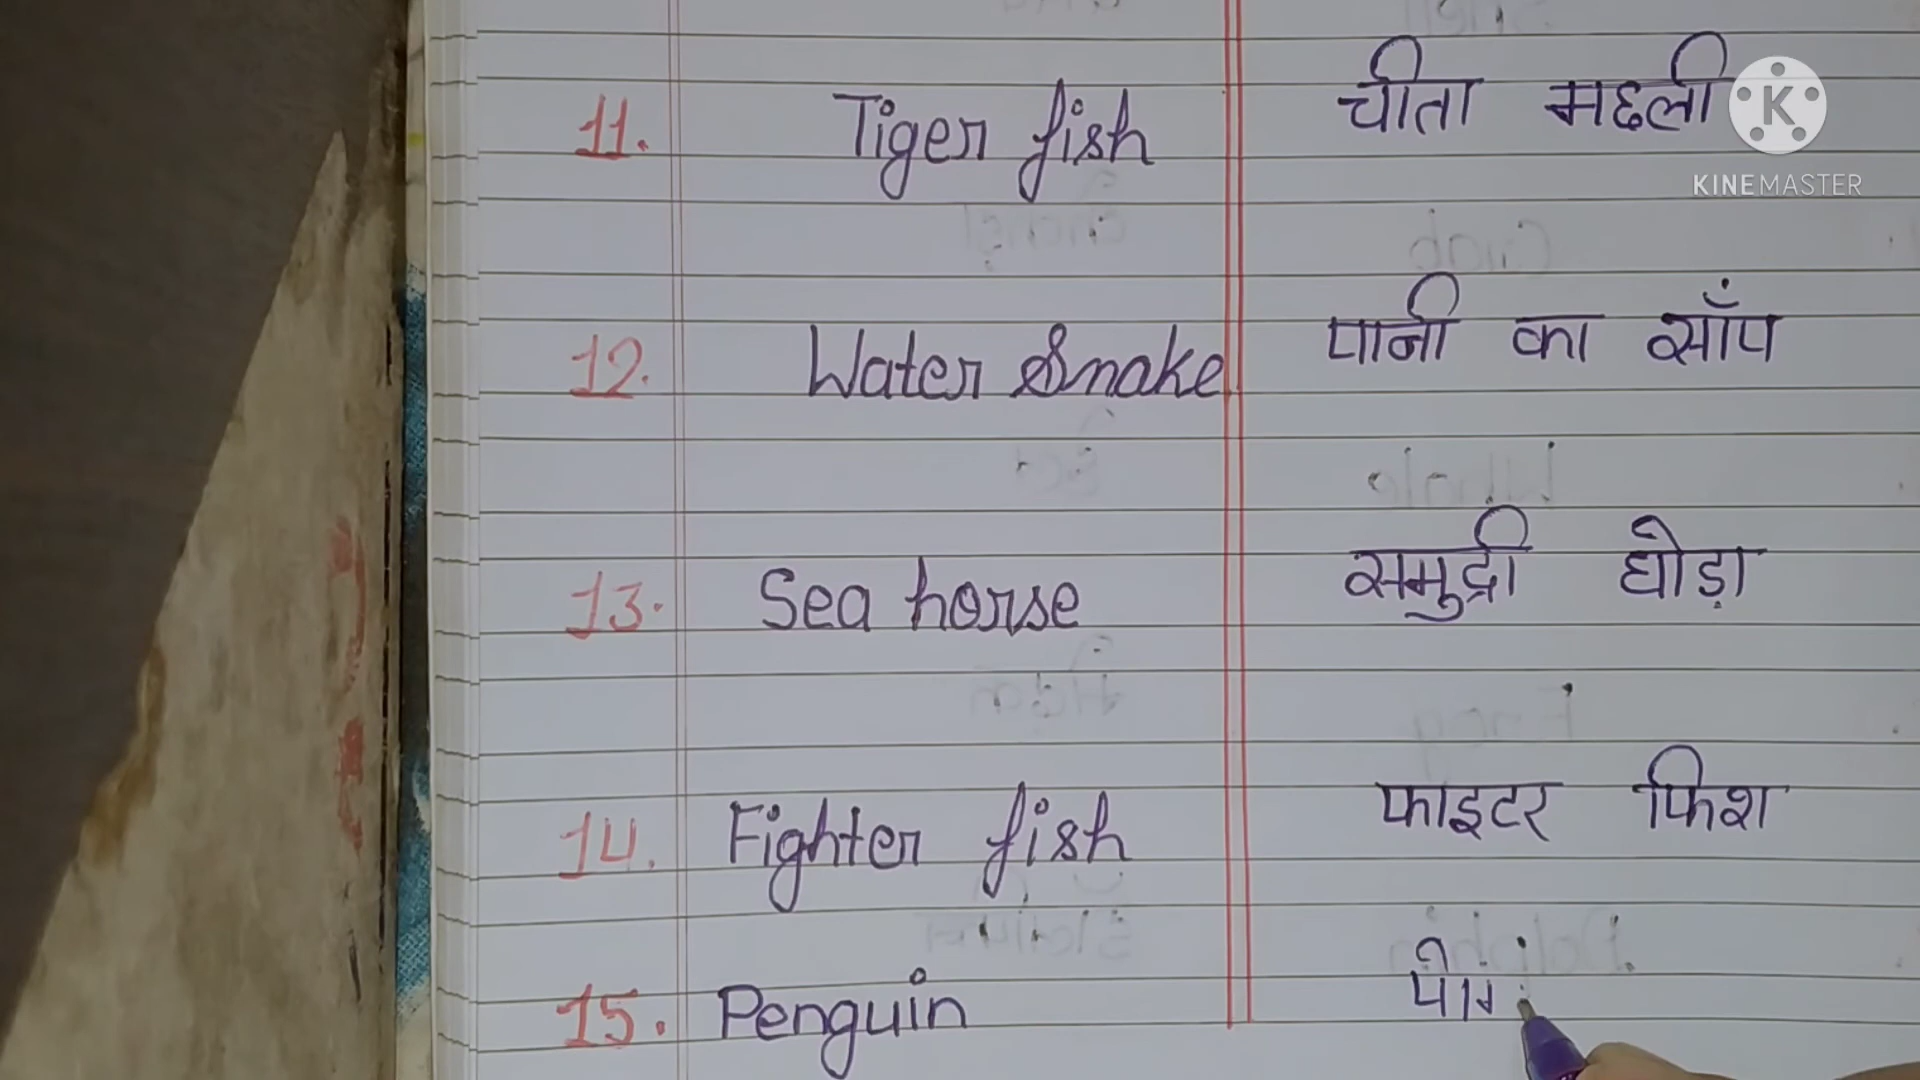 11. Tiger fish चीता मछली
12. Water Snake पानी का साँप
13. Sea horse समुद्री घोड़ा
14. Fighter fish फाइटर फिश
15. Penguin
KINEMASTER